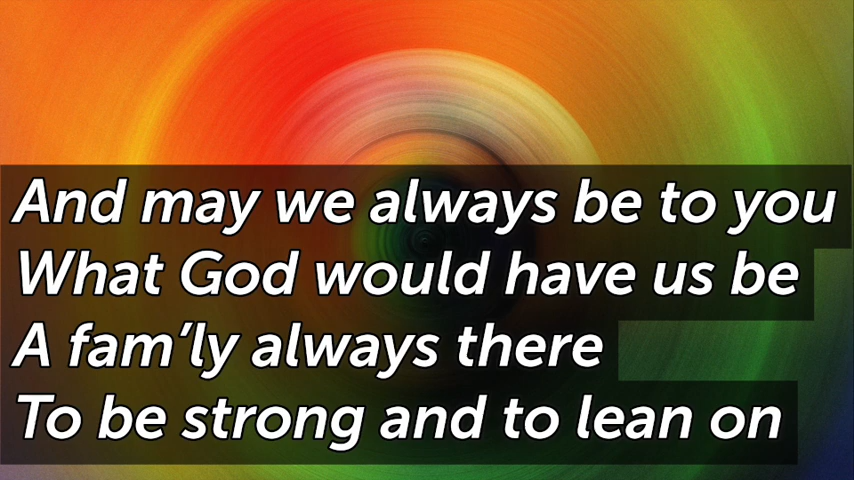 And may we always be to you
What God would have us be
A fam’ly always there
To be strong and to lean on